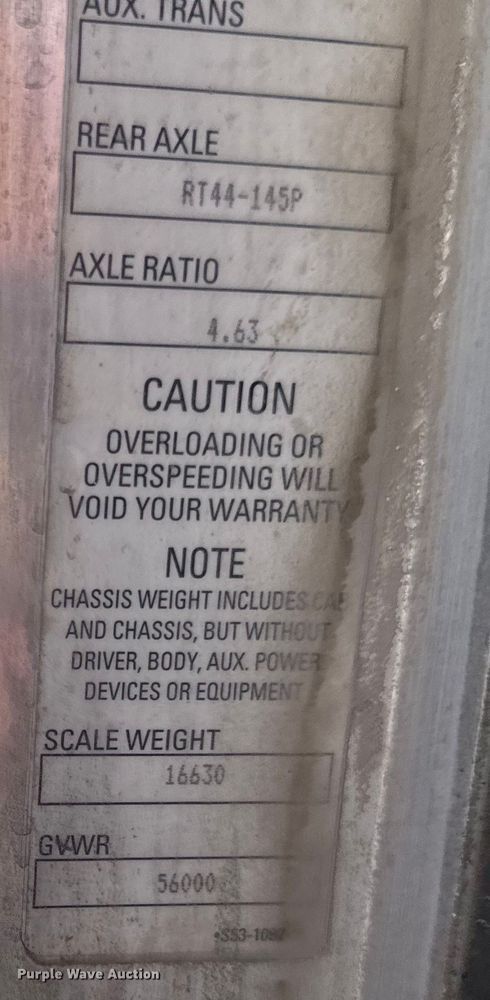 AUX. TRANS
REAR AXLE
RT44-145P
AXLE RATIO
4.63
CAUTION
OVERLOADING OR
OVERSPEEDING WILL
VOID YOUR WARRANTY
NOTE
CHASSIS WEIGHT INCLUDES CAB
AND CHASSIS, BUT WITHOUT
DRIVER, BODY, AUX. POWER
DEVICES OR EQUIPMENT
SCALE WEIGHT
16630
GVWR
56000
Purple Wave Auction